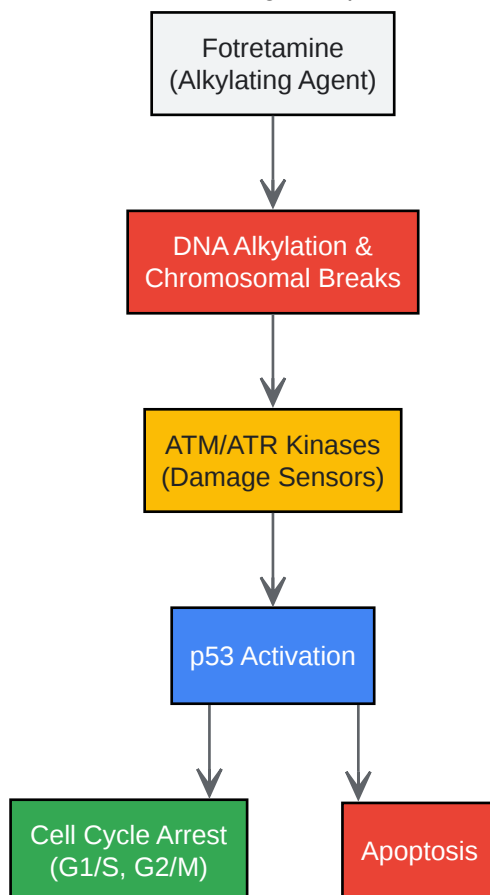 Fotretamine
(Alkylating Agent)
DNA Alkylation &
Chromosomal Breaks
ATM/ATR Kinases
(Damage Sensors)
p53 Activation
Cell Cycle Arrest
(G1/S, G2/M)
Apoptosis